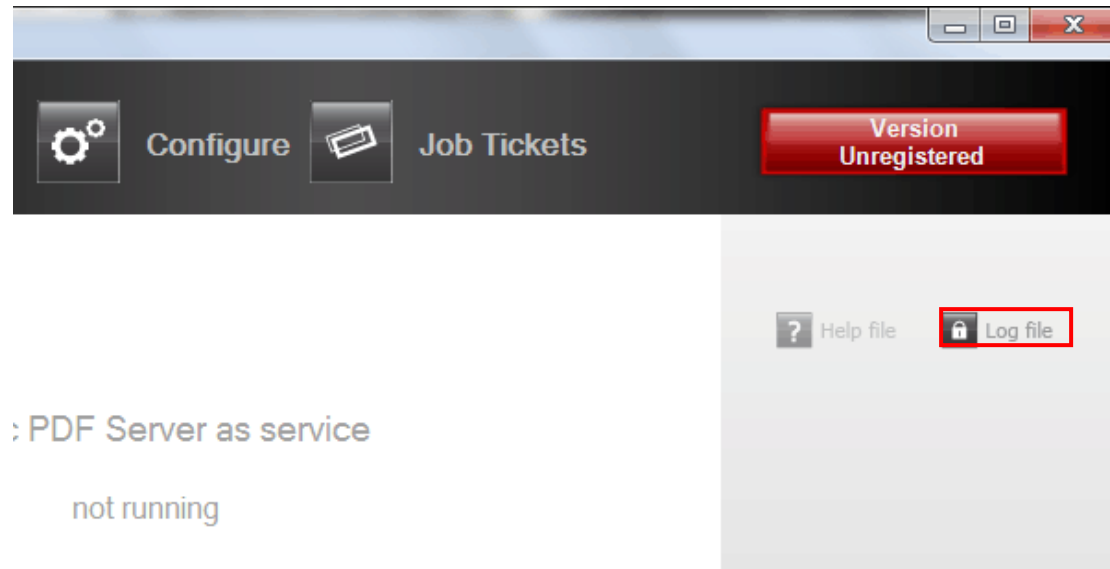 Configure
Job Tickets
Version
Unregistered
? Help file
Log file
PDF Server as service
not running